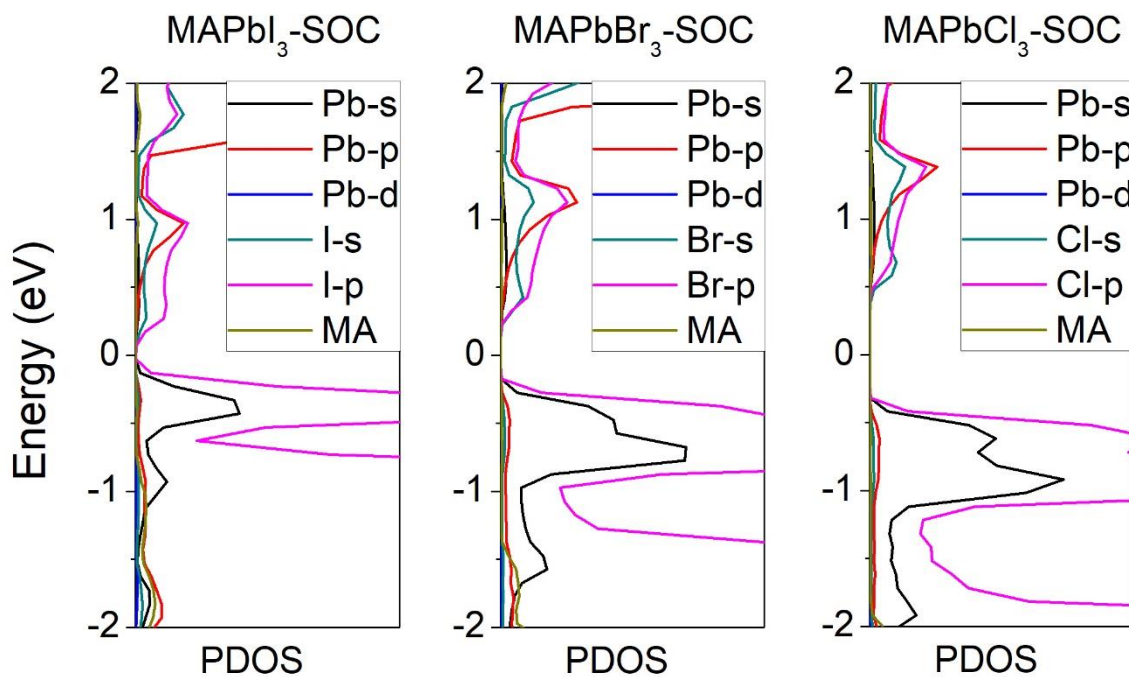 MAPbI3-SOC
MAPbBr3-SOC
MAPbCl3-SOC
Energy (eV)
2
1
0
-1
-2
Pb-s
Pb-p
Pb-d
I-s
I-p
MA
PDOS
2
1
0
-1
-2
Pb-s
Pb-p
Pb-d
Br-s
Br-p
MA
PDOS
2
1
0
-1
-2
Pb-s
Pb-p
Pb-d
Cl-s
Cl-p
MA
PDOS